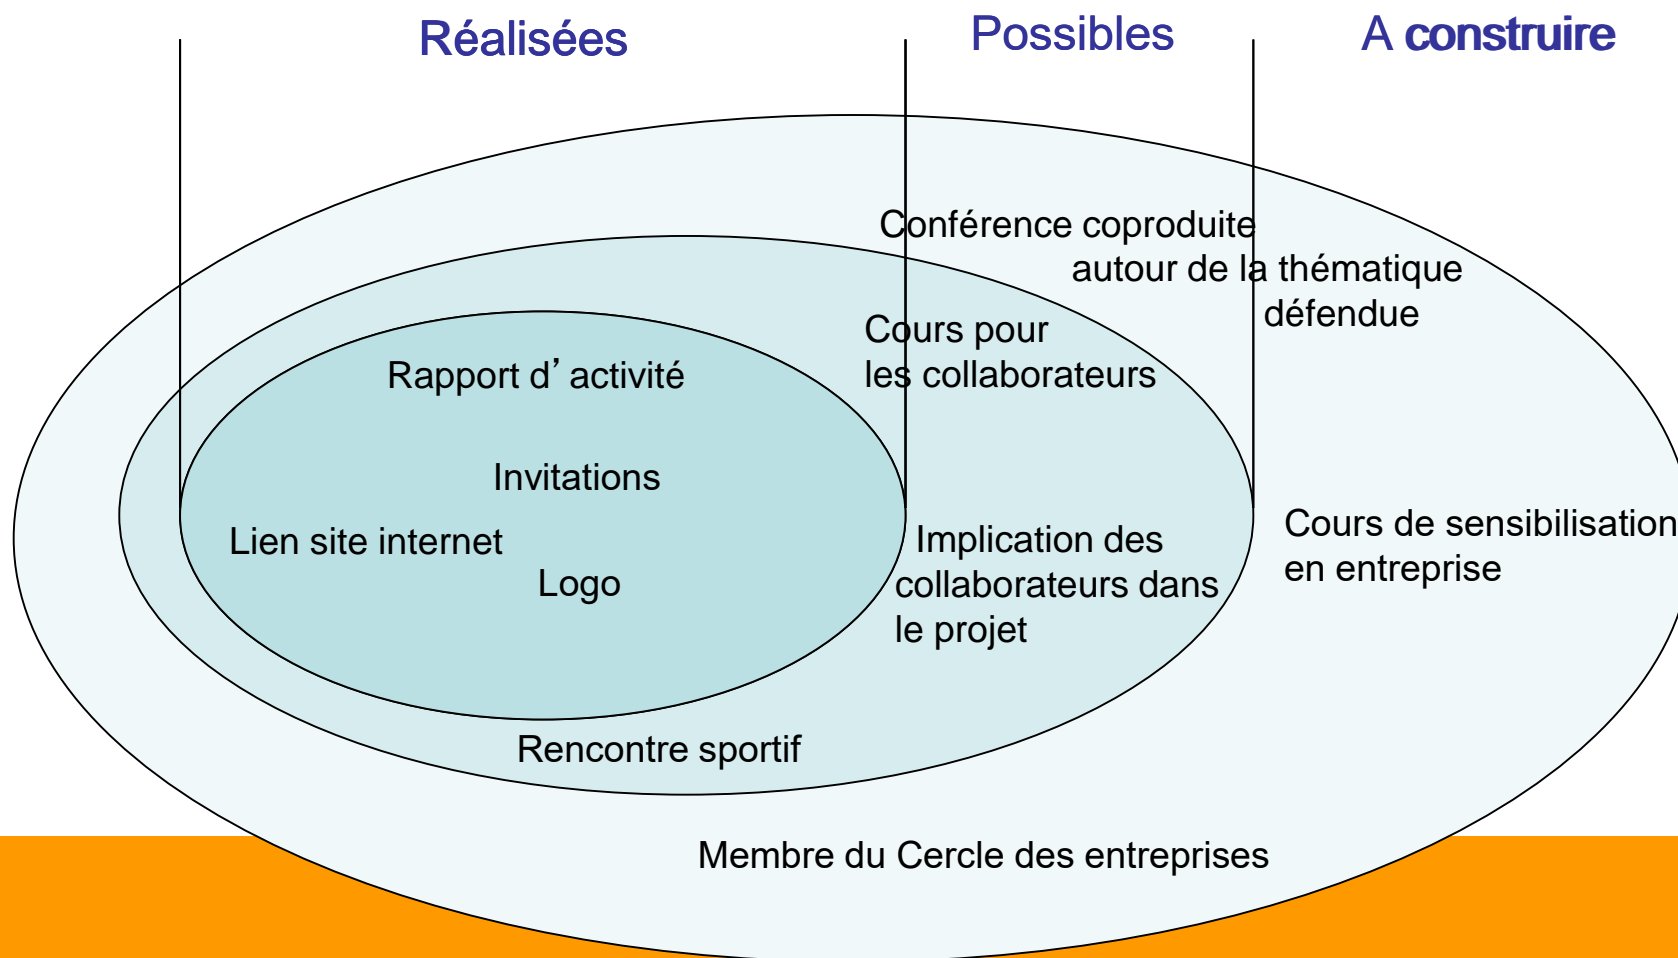 Réalisées
Possibles
A construire
Conférence coproduite
autour de la thématique
défendue
Cours pour
les collaborateurs
Rapport d’ activité
Invitations
Lien site internet
Logo
Implication des
collaborateurs dans
le projet
Cours de sensibilisation
en entreprise
Rencontre sportif
Membre du Cercle des entreprises